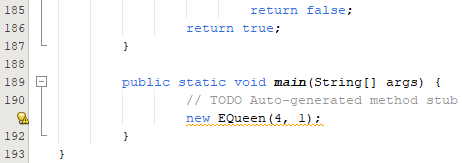 185 return false;
186 return true;
187 }
188
189 public static void main(String[] args) {
190 // TODO Auto-generated method stub
new EQueen(4, 1);
192 }
193 }